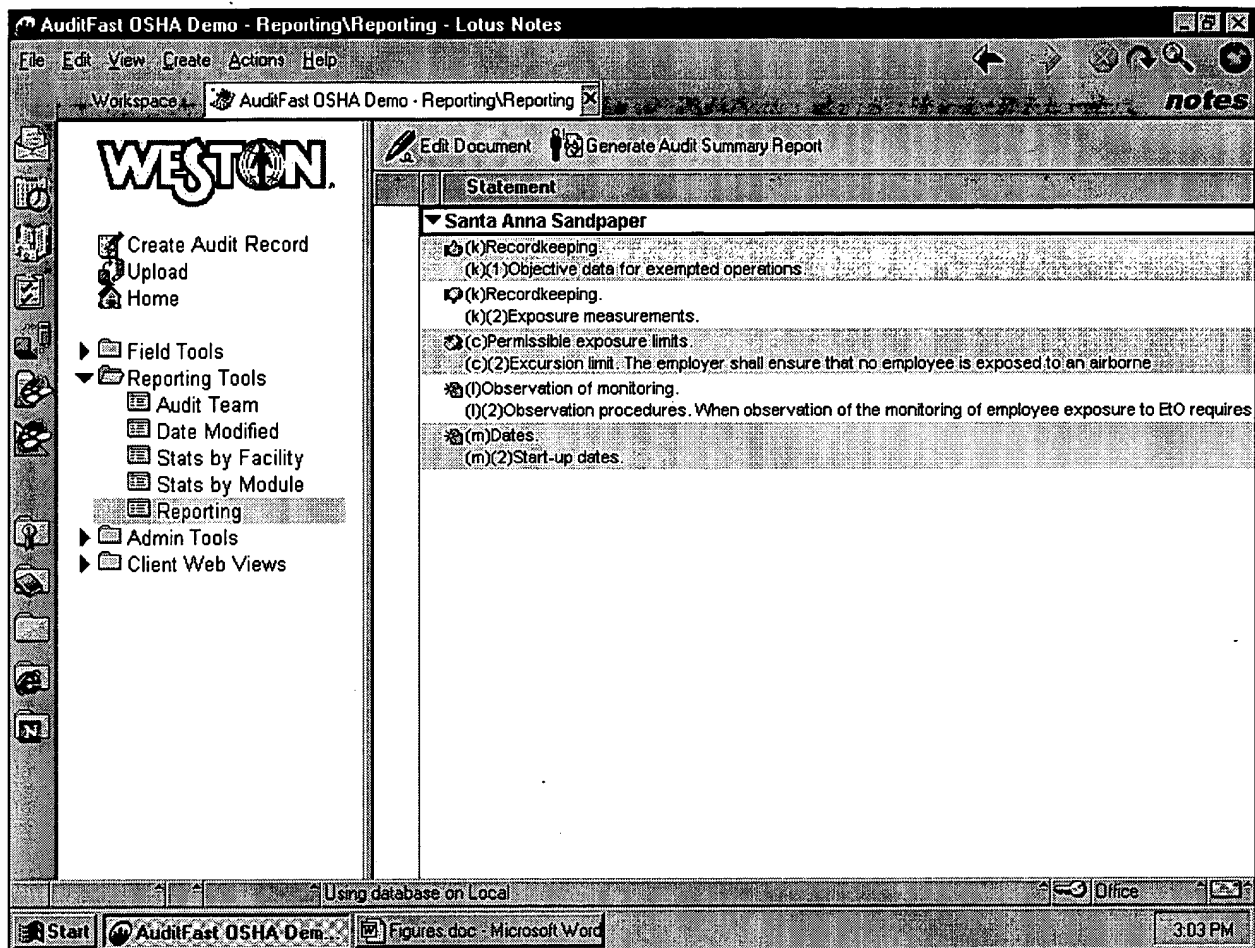 AuditFast OSHA Demo - Reporting\Reporting - Lotus Notes
File Edit View Create Actions Help
Workspace AuditFast OSHA Demo - Reporting\Reporting
notes
WESTON.
Edit Document Generate Audit Summary Report
Statement
Santa Anna Sandpaper
Create Audit Record
Upload
Home
Field Tools
Reporting Tools
Audit Team
Date Modified
Stats by Facility
Stats by Module
Reporting
Admin Tools
Client Web Views
(k)Recordkeeping.
(k)(1)Objective data for exempted operations.
(k)Recordkeeping.
(k)(2)Exposure measurements.
(c)Permissible exposure limits.
(c)(2)Excursion limit. The employer shall ensure that no employee is exposed to an airborne
(l)Observation of monitoring.
(l)(2)Observation procedures. When observation of the monitoring of employee exposure to EtO requires
(m)Dates.
(m)(2)Start-up dates.
Using database on Local
Office
Start AuditFast OSHA Dem... Figures.doc - Microsoft Word 3:03 PM